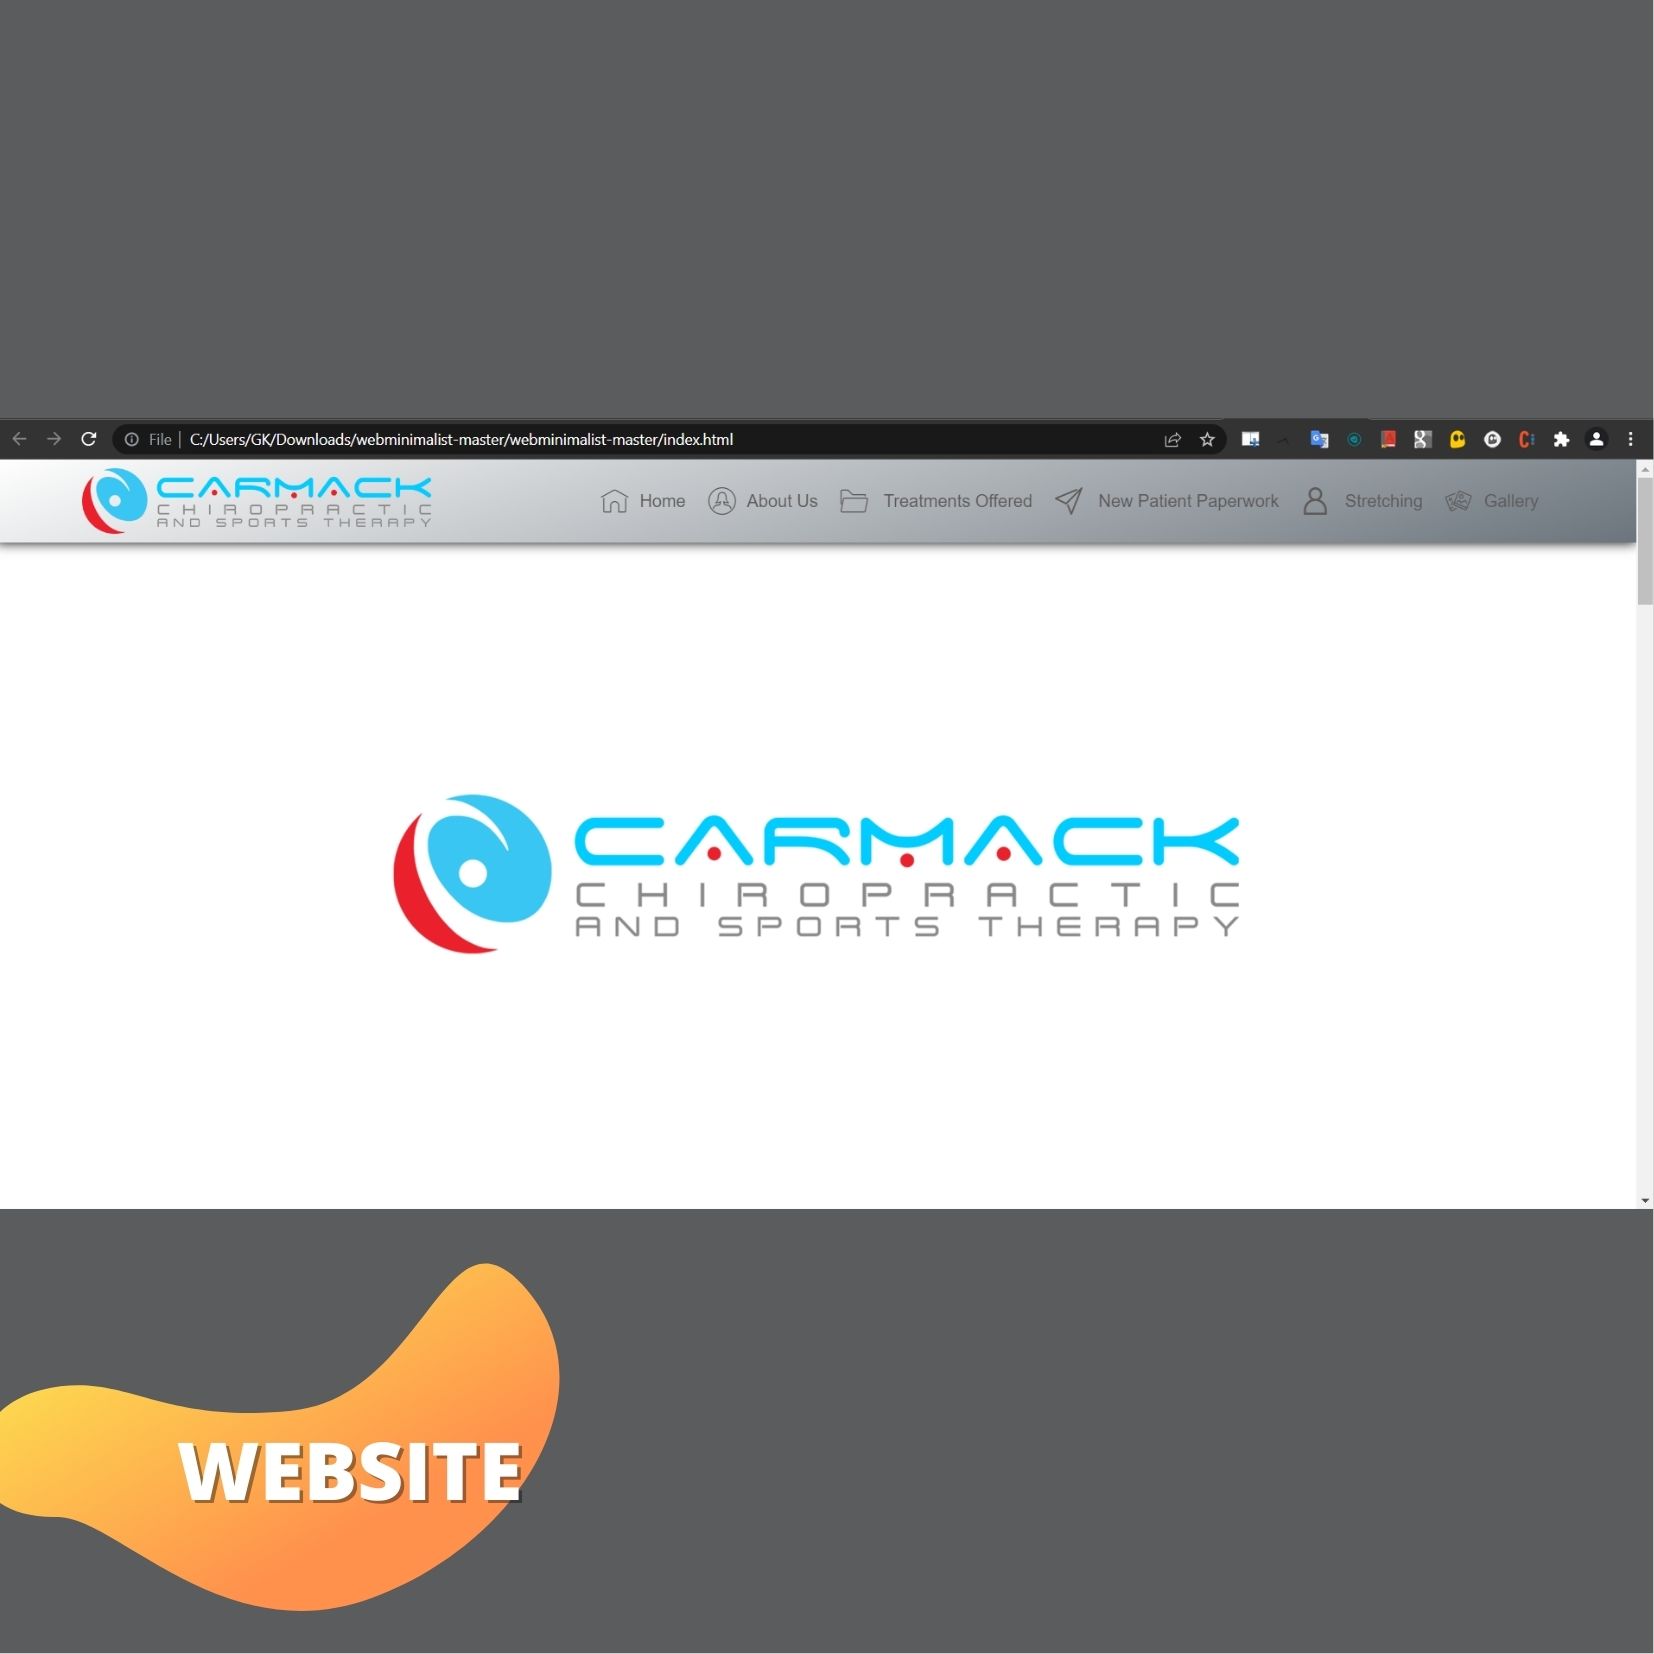 File | C:/Users/GK/Downloads/webminimalist-master/webminimalist-master/index.html
CARMACK
CHIROPRACTIC
AND SPORTS THERAPY
Home About Us Treatments Offered New Patient Paperwork Stretching Gallery
CARMACK
CHIROPRACTIC
AND SPORTS THERAPY
WEBSITE